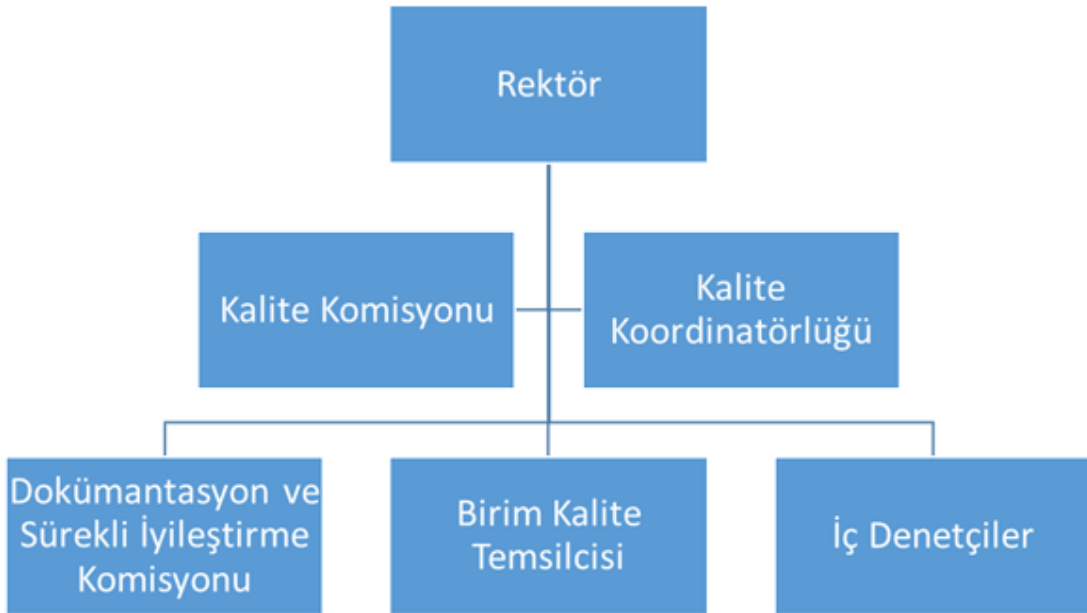 Rektör
Kalite Komisyonu
Kalite
Koordinatörlüğü
Dokümantasyon ve
Sürekli İyileştirme
Komisyonu
Birim Kalite
Temsilcisi
İç Denetçiler